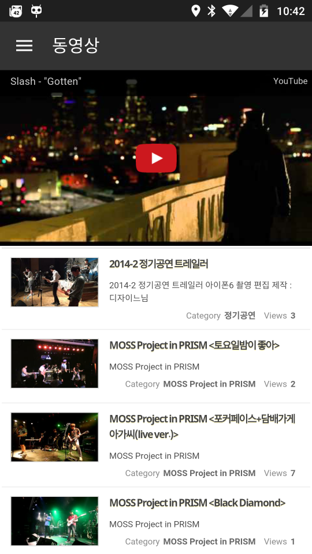 42
10:42
동영상
Slash - "Gotten"
YouTube
2014-2 정기공연 트레일러
2014-2 정기공연 트레일러 아이폰6 촬영 편집 제작 :
디자이느님
Category 정기공연 Views 3
MOSS Project in PRISM <토요일밤이 좋아>
MOSS Project in PRISM
Category MOSS Project in PRISM Views 2
MOSS Project in PRISM <포커페이스+담배가게
아가씨(live ver.)>
MOSS Project in PRISM
Category MOSS Project in PRISM Views 7
MOSS Project in PRISM <Black Diamond>
MOSS Project in PRISM
Category MOSS Project in PRISM Views 1